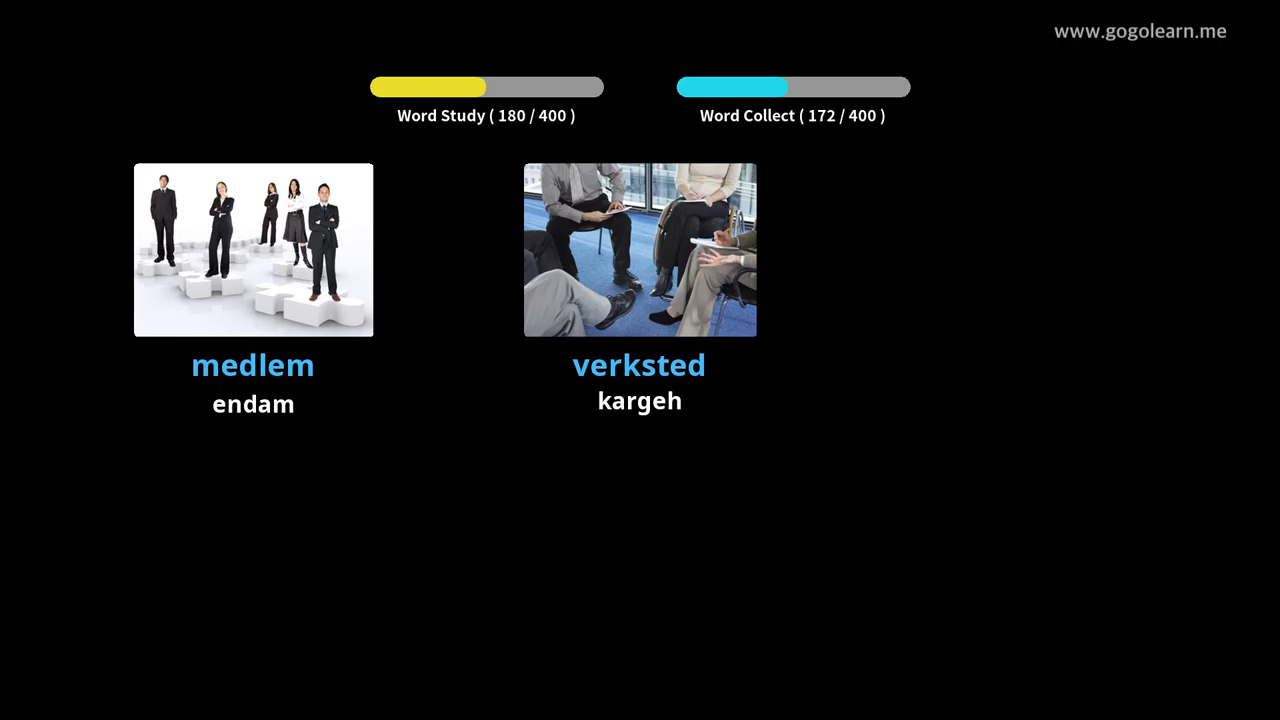 www.gogolearn.me
Word Study ( 180 / 400 )
Word Collect ( 172 / 400 )
medlem
verksted
endam
kargeh